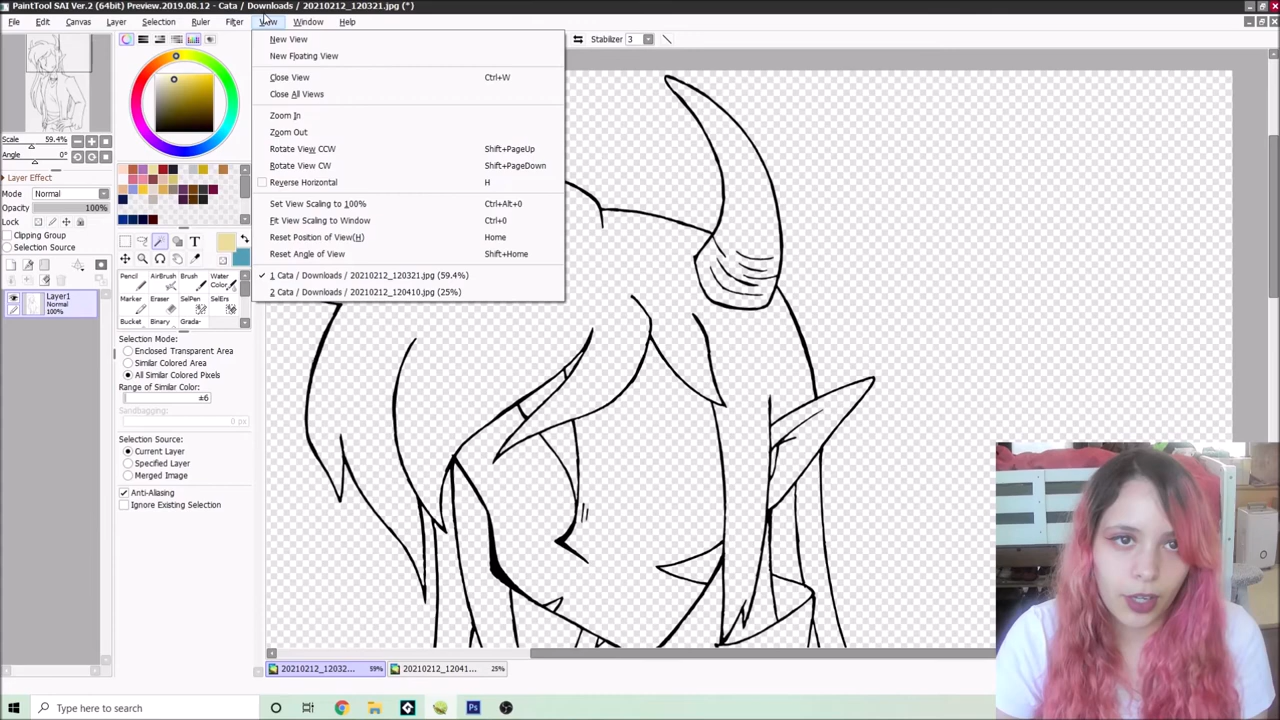 PaintTool SAI Ver.2 (64bit) Preview.2019.08.12 - Cata / Downloads / 20210212_120321.jpg (*)
File Edit Canvas Layer Selection Ruler Filter View Window Help
Stabilizer 3
New View
New Floating View
Close View Ctrl+W
Close All Views
Zoom In
Zoom Out
Rotate View CCW Shift+PageUp
Rotate View CW Shift+PageDown
Reverse Horizontal H
Set View Scaling to 100% Ctrl+Alt+0
Fit View Scaling to Window Ctrl+0
Reset Position of View(H) Home
Reset Angle of View Shift+Home
1 Cata / Downloads / 20210212_120321.jpg (59.4%)
2 Cata / Downloads / 20210212_120410.jpg (25%)
Scale 59.4%
Angle 0°
Layer Effect
Mode Normal
Opacity 100%
Lock
Clipping Group
Selection Source
Layer1
Normal
100%
T
Pencil AirBrush Brush Water Color
Marker Eraser SelPen SelErs
Bucket Binary Grada-
Selection Mode:
Enclosed Transparent Area
Similar Colored Area
All Similar Colored Pixels
Range of Similar Color:
±6
Sandbagging: 0 px
Selection Source:
Current Layer
Specified Layer
Merged Image
Anti-Aliasing
Ignore Existing Selection
20210212_12032... 59%
20210212_12041... 25%
Type here to search
Ps